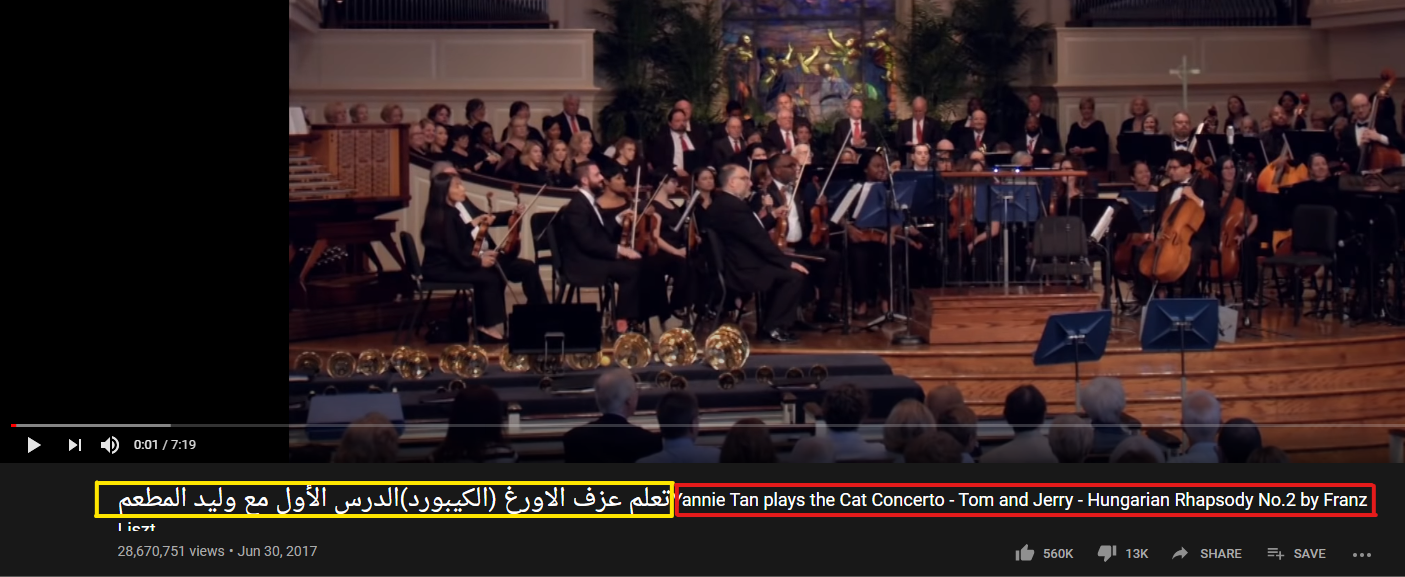 0:01 / 7:19
تعلم عزف الاورغ (الكيبورد)الدرس الأول مع وليد المطعم Yannie Tan plays the Cat Concerto - Tom and Jerry - Hungarian Rhapsody No.2 by Franz
Liszt
28,670,751 views • Jun 30, 2017
560K 13K SHARE SAVE